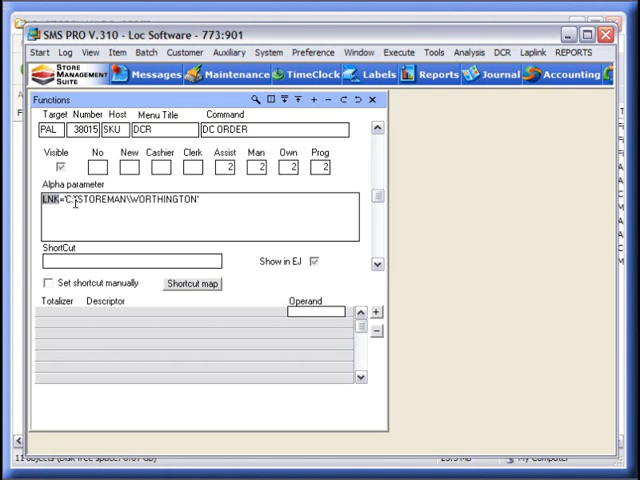 SMS PRO V.310 - Loc Software - 773:901
Start Log View Item Batch Customer Auxiliary System Preference Window Execute Tools Analysis DCR Laplink REPORTS
STORE MANAGEMENT SUITE Messages Maintenance TimeClock Labels Reports Journal Accounting
Functions
Target Number Host Menu Title Command
PAL 38015 SKU DCR DC ORDER
Visible No New Cashier Clerk Assist Man Own Prog
2 2 2 2
Alpha parameter
LNK='C:\STOREMAN\WORTHINGTON'
ShortCut
Show in EJ
Set shortcut manually Shortcut map
Totalizer Descriptor Operand
My Computer